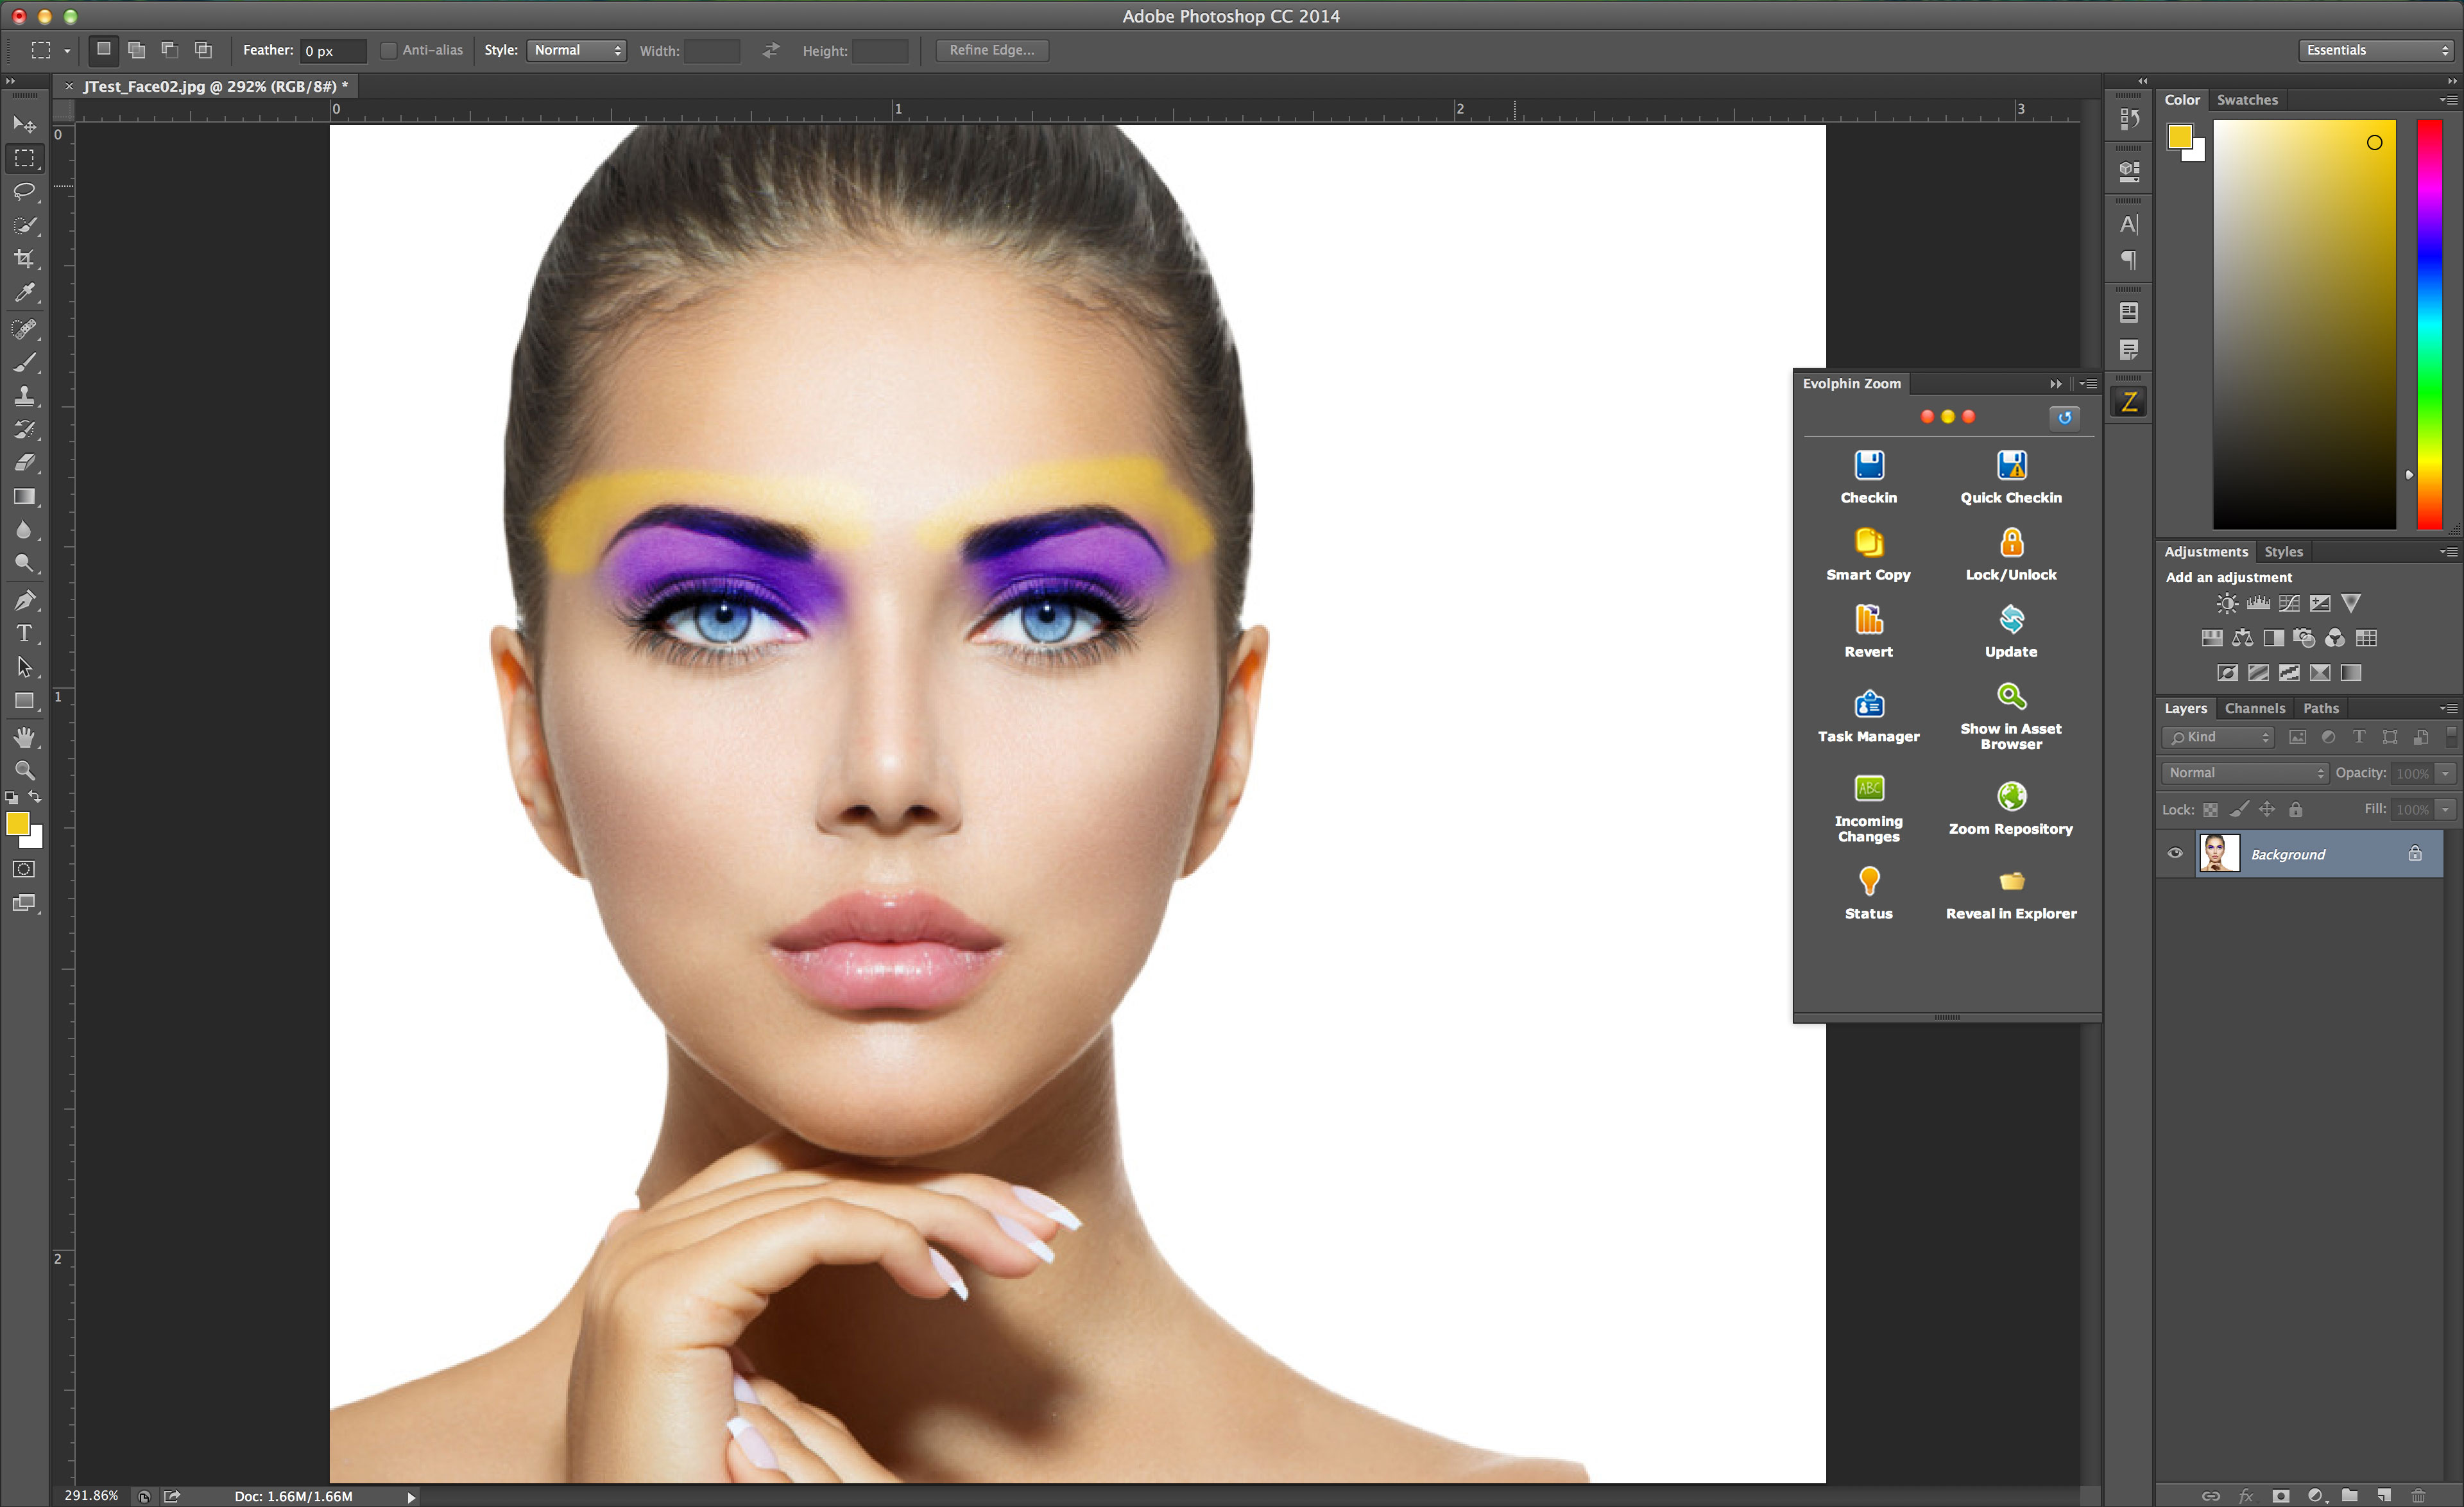 Adobe Photoshop CC 2014
Feather: 0 px Anti-alias Style: Normal Width: Height: Refine Edge... Essentials
JTest_Face02.jpg @ 292% (RGB/8#) *
0 1 2 3
0
1
2
Color Swatches
Evolphin Zoom
Checkin Quick Checkin
Smart Copy Lock/Unlock
Revert Update
Task Manager Show in Asset
Browser
Incoming
Changes Zoom Repository
Status Reveal in Explorer
Adjustments Styles
Add an adjustment
Layers Channels Paths
Kind
Normal Opacity: 100%
Lock: Fill: 100%
Background
291.86% Doc: 1.66M/1.66M